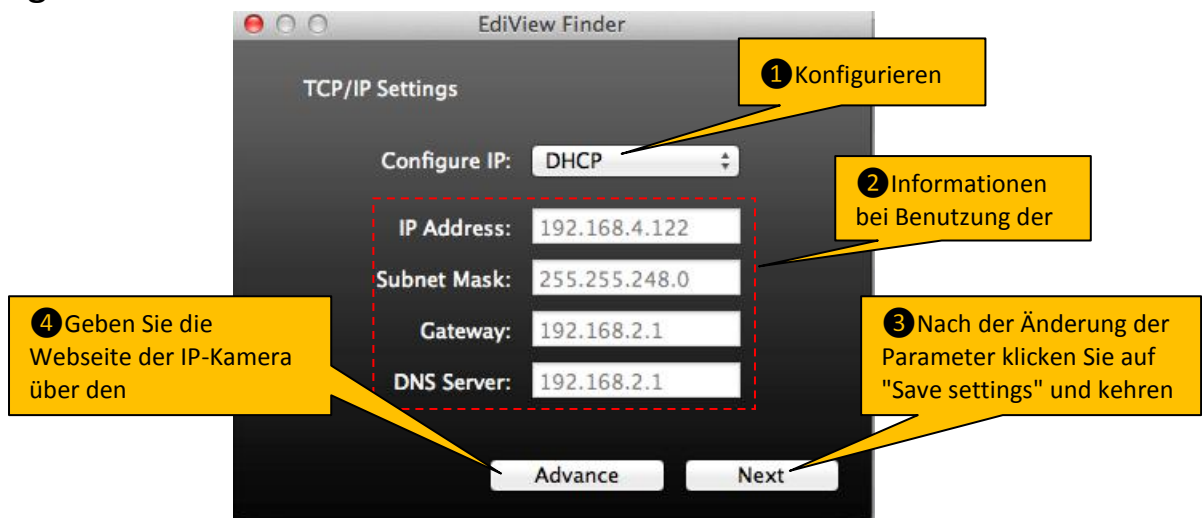 EdiView Finder
TCP/IP Settings
❶Konfigurieren
Configure IP: DHCP
❷Informationen
bei Benutzung der
IP Address: 192.168.4.122
Subnet Mask: 255.255.248.0
Gateway: 192.168.2.1
DNS Server: 192.168.2.1
❹Geben Sie die
Webseite der IP-Kamera
über den
❸Nach der Änderung der
Parameter klicken Sie auf
"Save settings" und kehren
Advance
Next